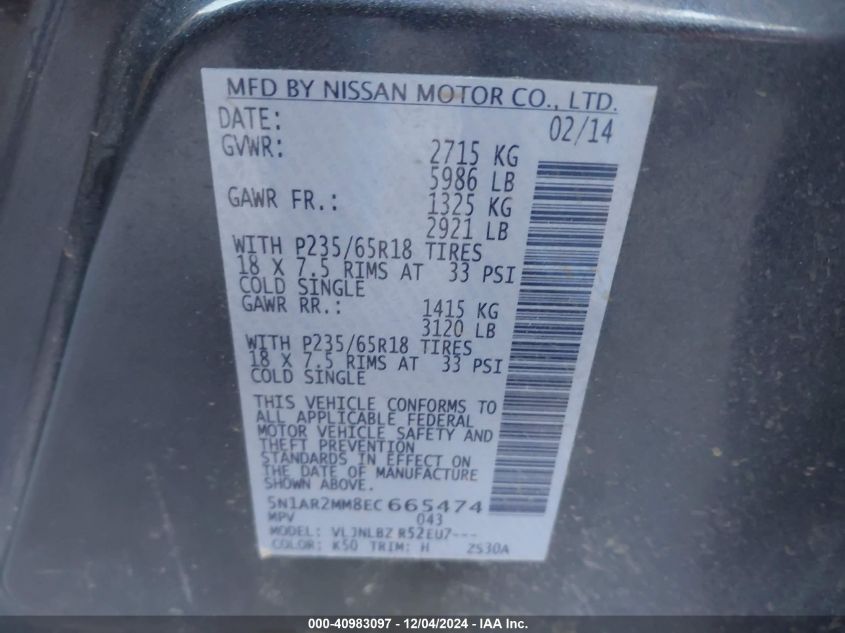 MFD BY NISSAN MOTOR CO., LTD.
DATE: 02/14
GVWR: 2715 KG
5986 LB
GAWR FR.: 1325 KG
2921 LB
WITH P235/65R18 TIRES
18 X 7.5 RIMS AT 33 PSI
COLD SINGLE
GAWR RR.: 1415 KG
3120 LB
WITH P235/65R18 TIRES
18 X 7.5 RIMS AT 33 PSI
COLD SINGLE
THIS VEHICLE CONFORMS TO
ALL APPLICABLE FEDERAL
MOTOR VEHICLE SAFETY AND
THEFT PREVENTION
STANDARDS IN EFFECT ON
THE DATE OF MANUFACTURE
SHOWN ABOVE.
5N1AR2MM8EC665474
MPV 043
MODEL: VLJNLBZ R52EU7---
COLOR: K50 TRIM: H 2S30A
000-40983097 - 12/04/2024 - IAA Inc.